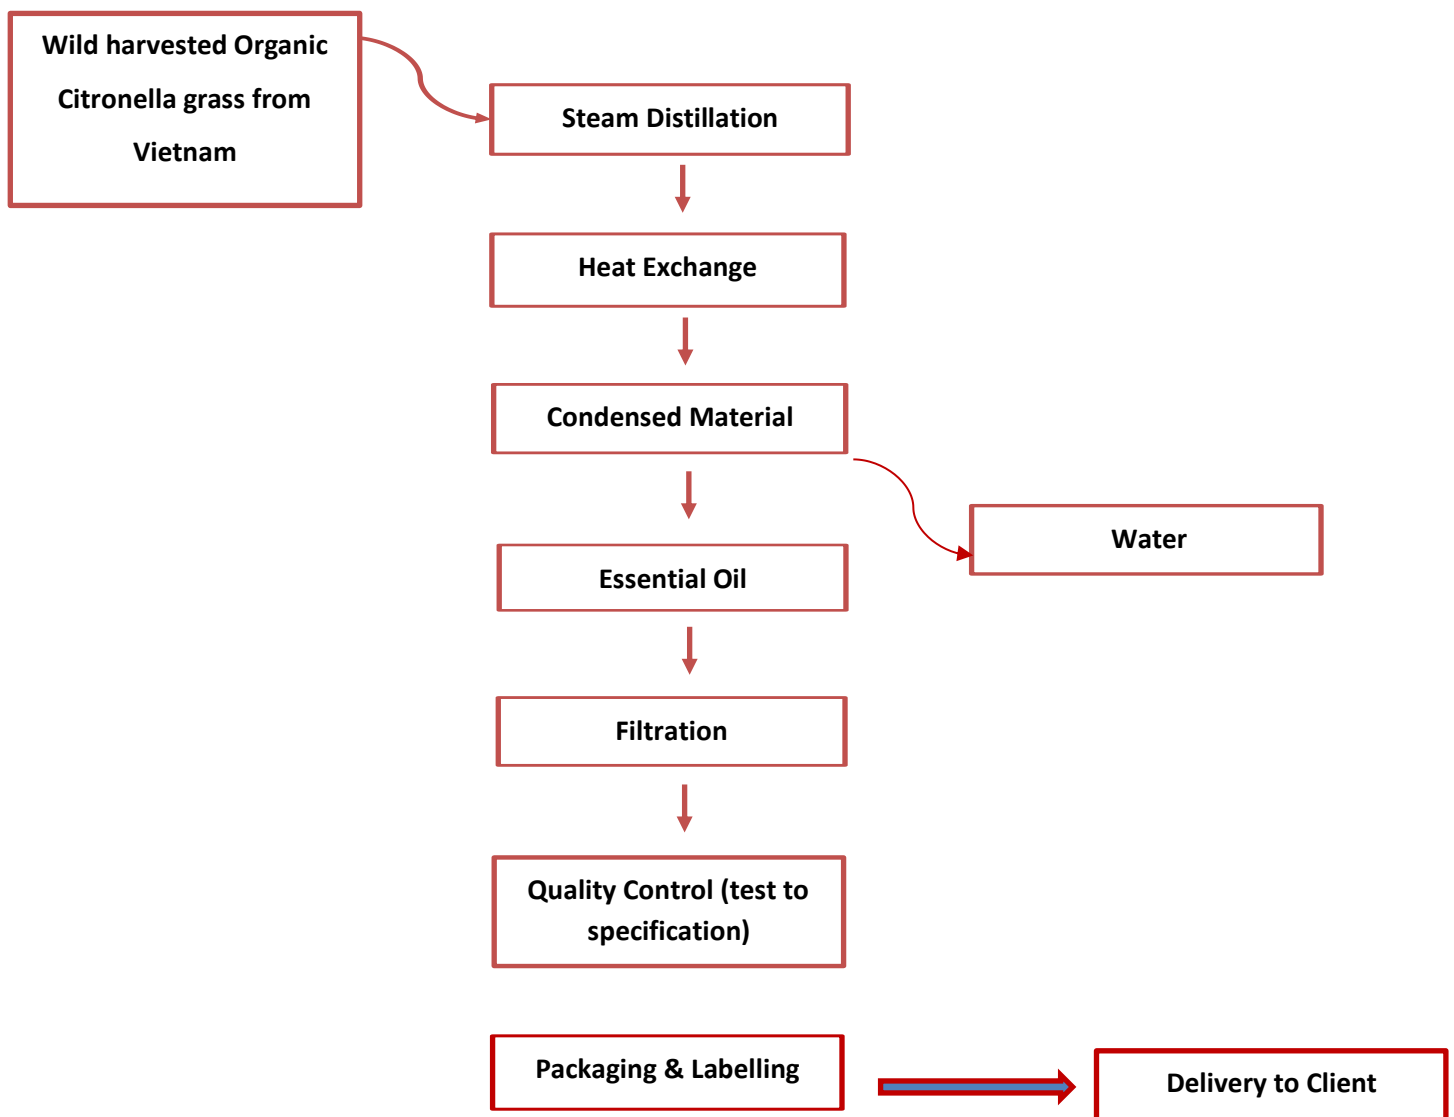 Wild harvested Organic
Citronella grass from
Vietnam
Steam Distillation
Heat Exchange
Condensed Material
Water
Essential Oil
Filtration
Quality Control (test to
specification)
Packaging & Labelling
Delivery to Client